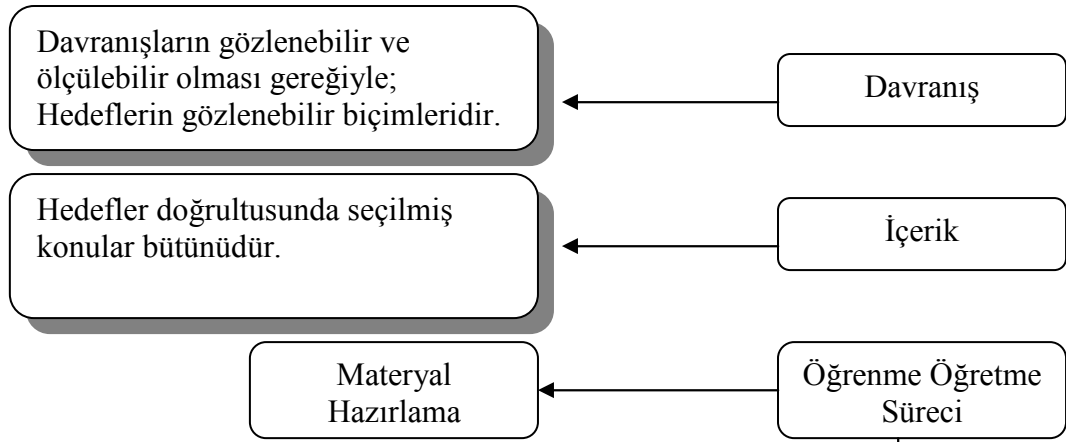 Davranışların gözlenebilir ve
ölçülebilir olması gereğiyle;
Hedeflerin gözlenebilir biçimleridir.
Davranış
Hedefler doğrultusunda seçilmiş
konular bütünüdür.
İçerik
Materyal
Hazırlama
Öğrenme Öğretme
Süreci